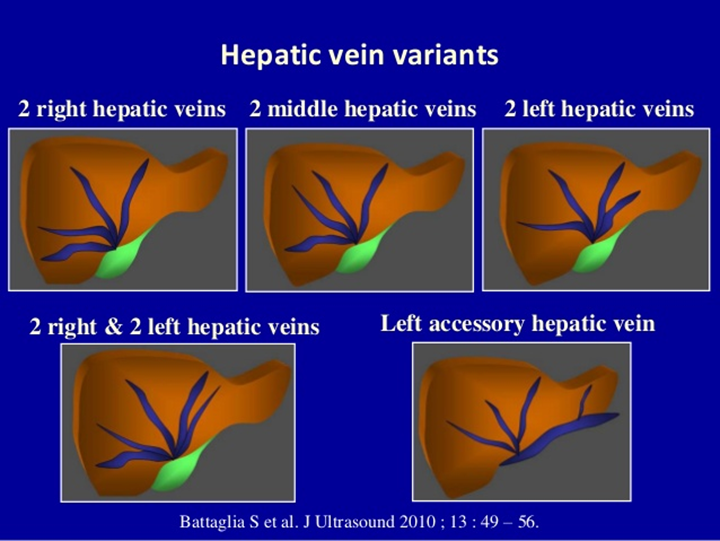 Hepatic vein variants
2 right hepatic veins
2 middle hepatic veins
2 left hepatic veins
2 right & 2 left hepatic veins
Left accessory hepatic vein
Battaglia S et al. J Ultrasound 2010 ; 13 : 49 – 56.